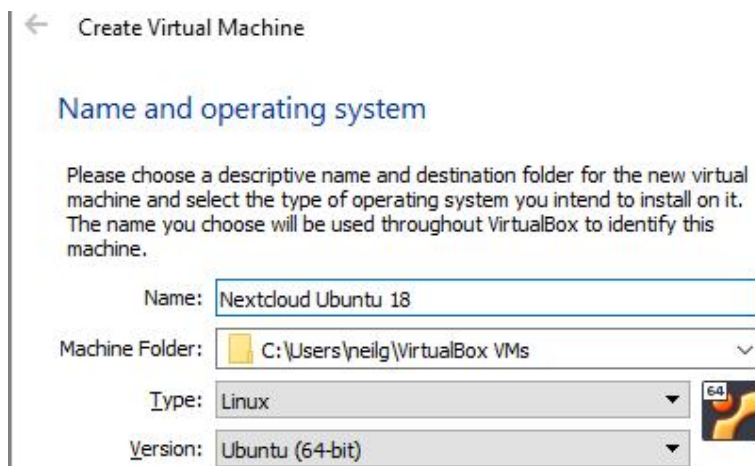 Create Virtual Machine
Name and operating system
Please choose a descriptive name and destination folder for the new virtual
machine and select the type of operating system you intend to install on it.
The name you choose will be used throughout VirtualBox to identify this
machine.
Name: Nextcloud Ubuntu 18
Machine Folder: C:\Users\neilg\VirtualBox VMs
Type: Linux
64
Version: Ubuntu (64-bit)